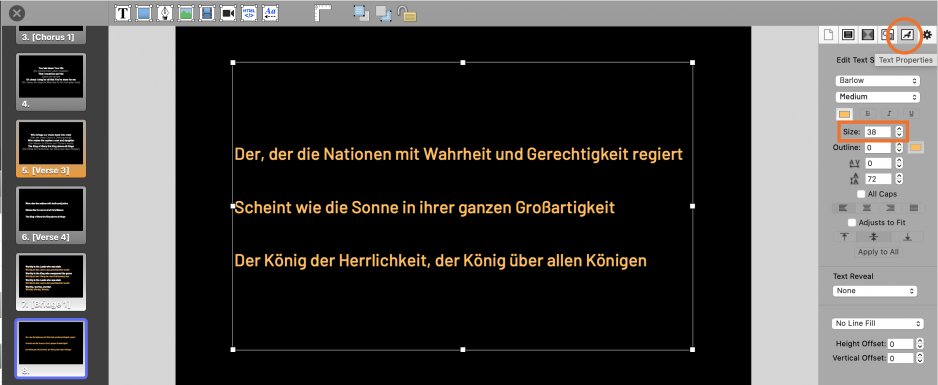 3. [Chorus 1]
4.
5. [Verse 3]
6. [Verse 4]
7. [Bridge 1]
8.
T
HTML
</>
Aa
Der, der die Nationen mit Wahrheit und Gerechtigkeit regiert
Scheint wie die Sonne in ihrer ganzen Großartigkeit
Der König der Herrlichkeit, der König über allen Königen
Edit Text S
Text Properties
Barlow
Medium
B I U
Size: 38
Outline: 0
AV 0
72
All Caps
Adjusts to Fit
Apply to All
Text Reveal
None
No Line Fill
Height Offset: 0
Vertical Offset: 0